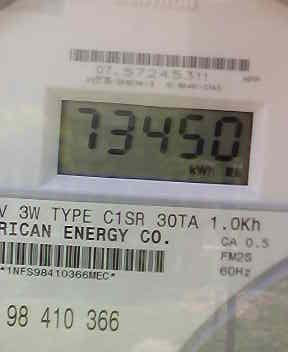 07.57245311
73450
kWh
V 3W TYPE C1SR 30TA 1.0Kh
RICAN ENERGY CO.
CA 0.5
FM2S
60Hz
*1NFS98410366MEC*
98 410 366